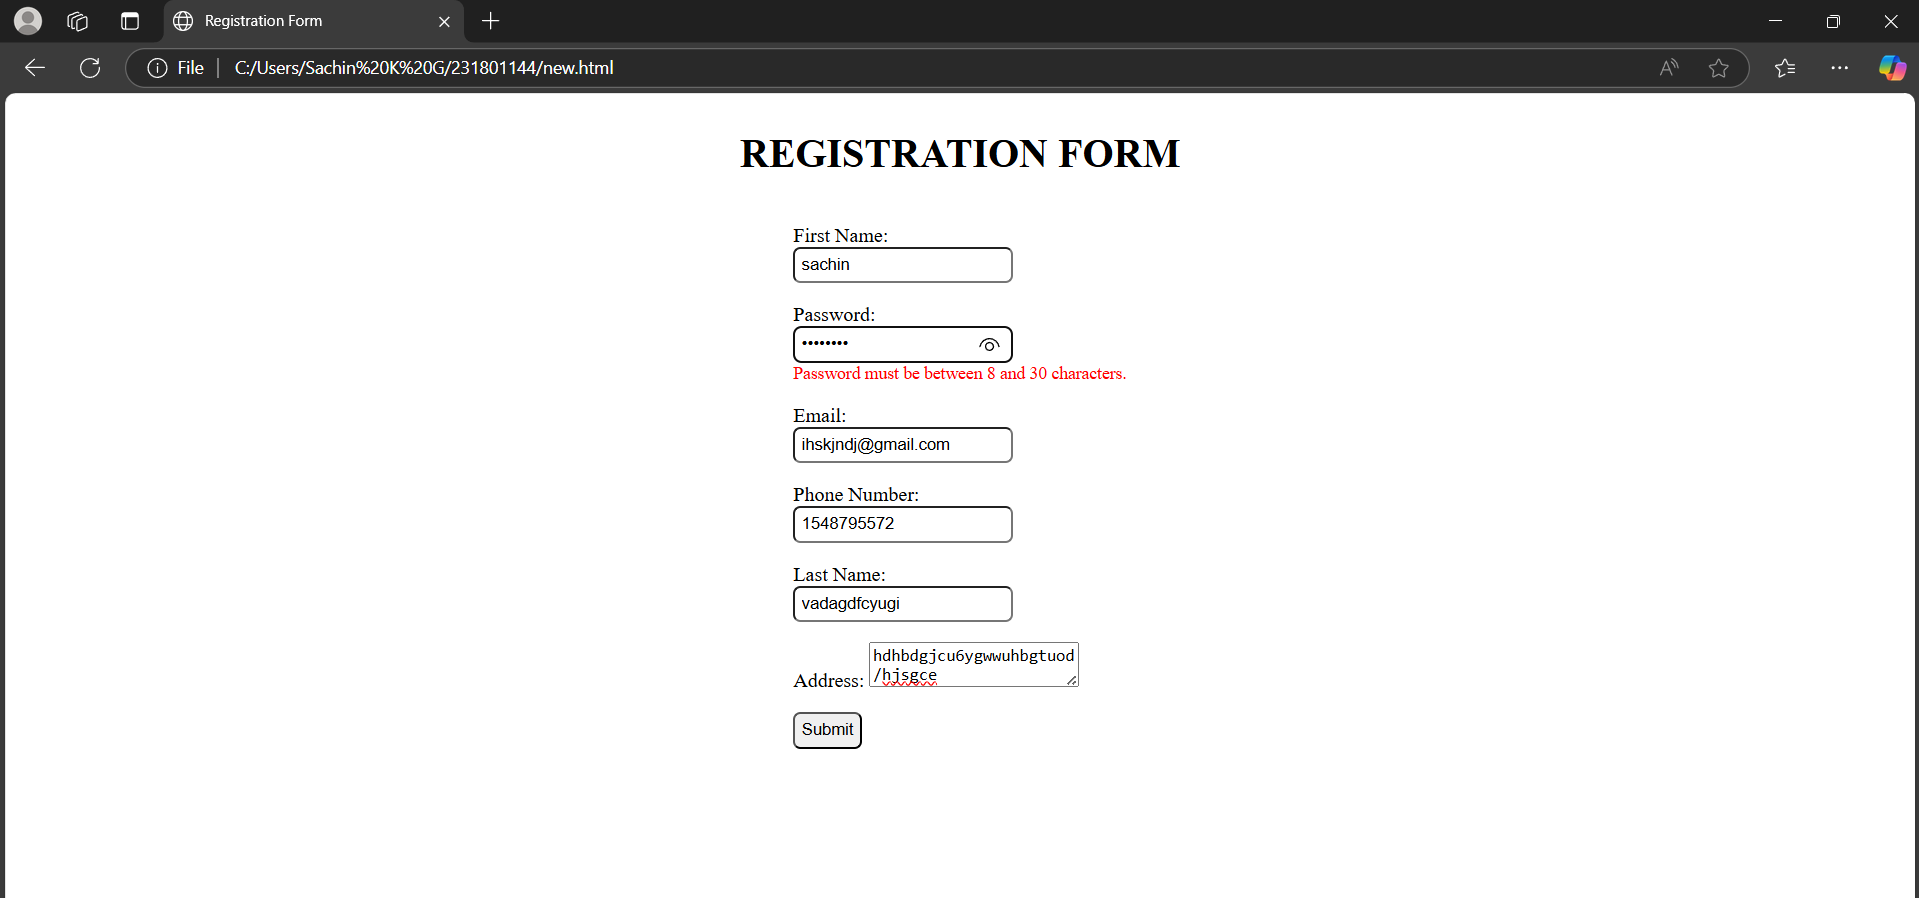 Registration Form
File
C:/Users/Sachin%20K%20G/231801144/new.html
REGISTRATION FORM
First Name:
sachin
Password:
••••••••
Password must be between 8 and 30 characters.
Email:
ihskjndj@gmail.com
Phone Number:
1548795572
Last Name:
vadagdfcyugi
hdhbdgjcu6ygwwuhbgtuod
/hjsgce
Address:
Submit